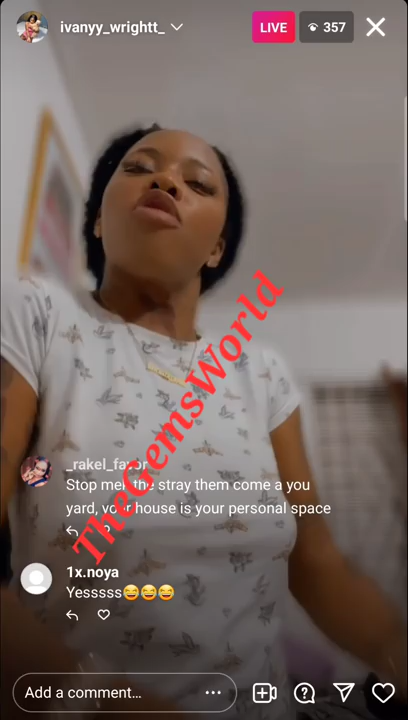 ivanyy_wrightt_
LIVE
357
TheGemsWorld
Stop the stray them come a you
yard, house is your personal space
1x.noya
Yesssss😂😂😂
Add a comment...